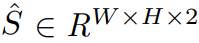 Ŝ ∈ R^{W×H×2}